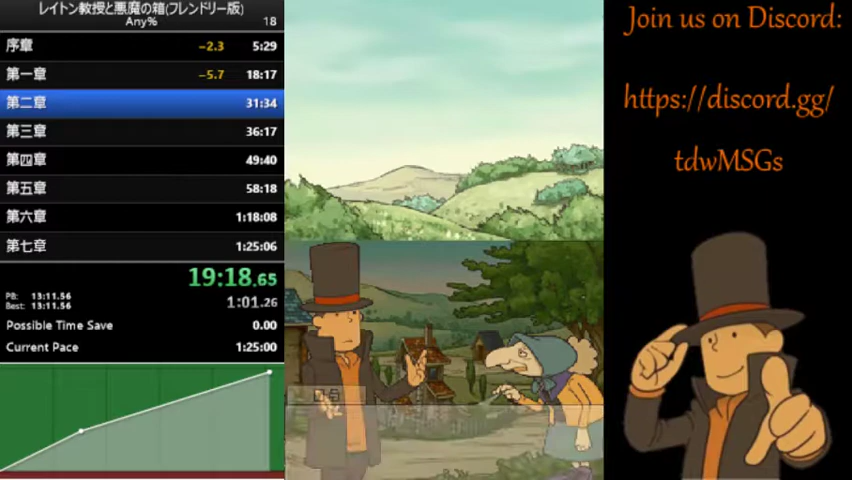 レイトン教授と悪魔の箱(フレンドリー版)
Any%
18
序章 −2.3 5:29
第一章 −5.7 18:17
第二章 31:34
第三章 36:17
第四章 49:40
第五章 58:18
第六章 1:18:08
第七章 1:25:06
19:18.65
PB: 13:11.56
Best: 13:11.56
1:01.26
Possible Time Save 0.00
Current Pace 1:25:00
Join us on Discord:
https://discord.gg/
tdwMSGs